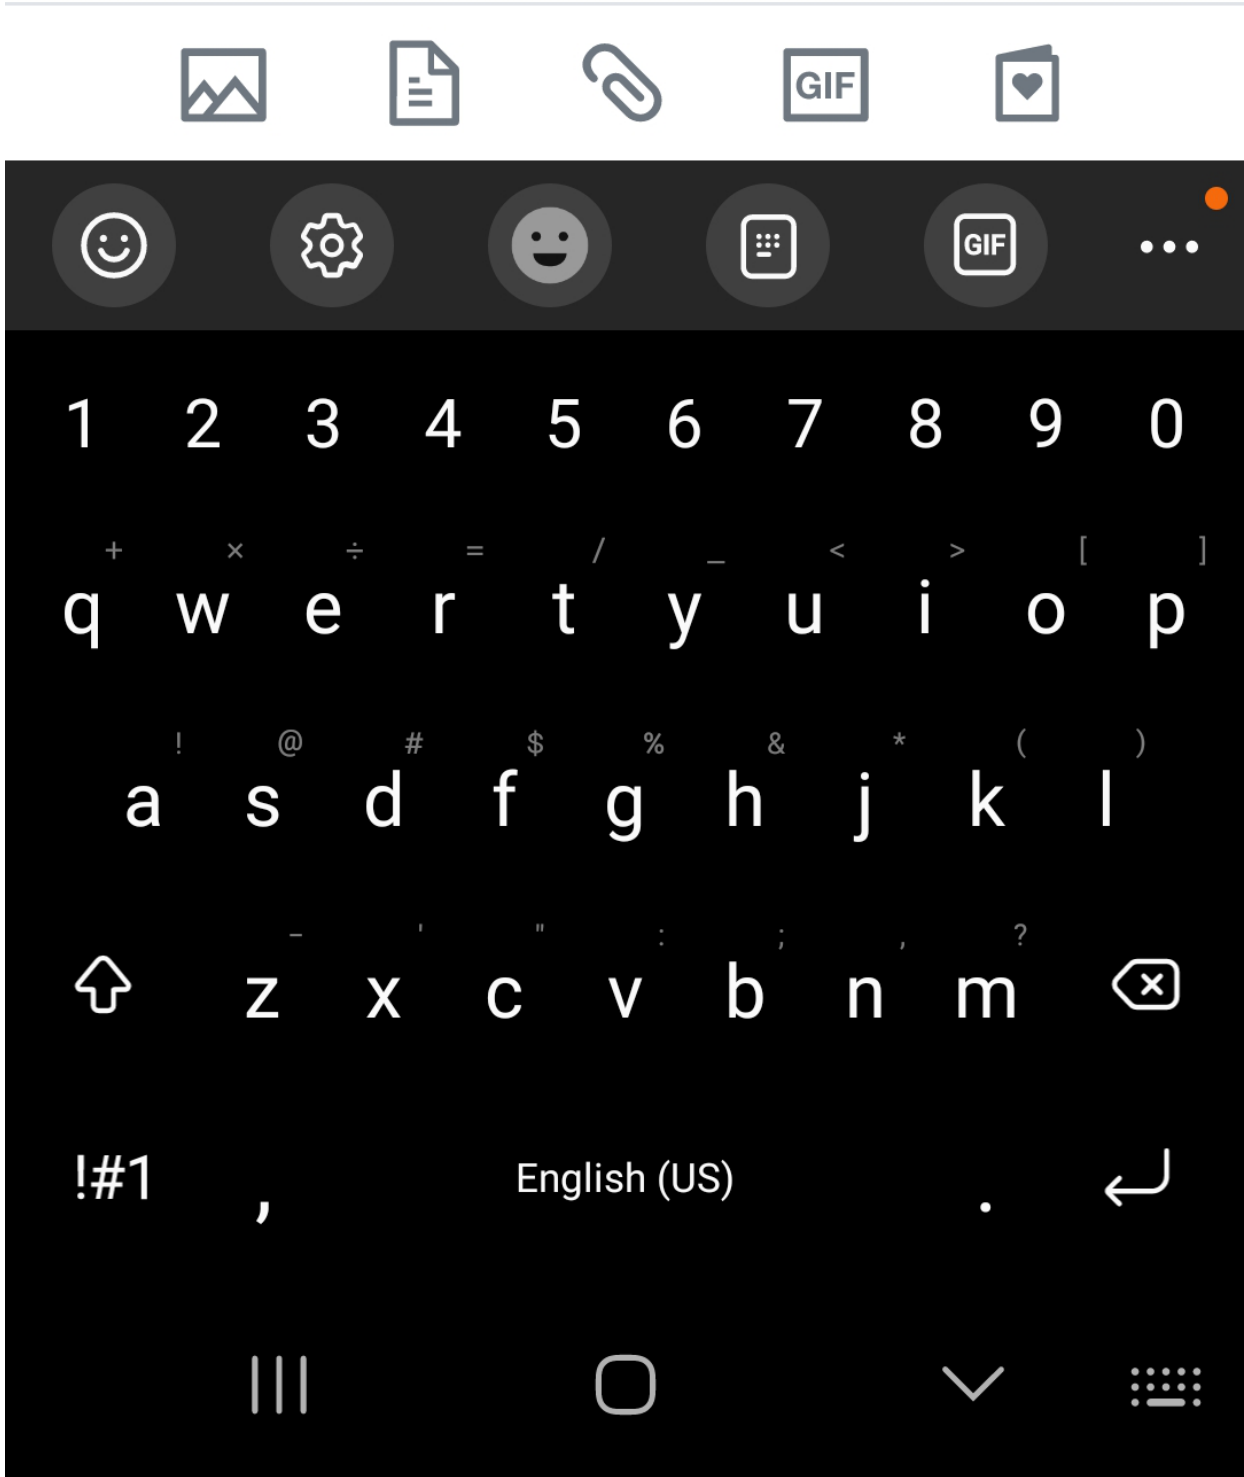 GIF
GIF
1 2 3 4 5 6 7 8 9 0
+ × ÷ = / _ < > [ ]
q w e r t y u i o p
! @ # $ % & * ( )
a s d f g h j k l
- ' " : ; , ?
z x c v b n m
!#1 , English (US) .